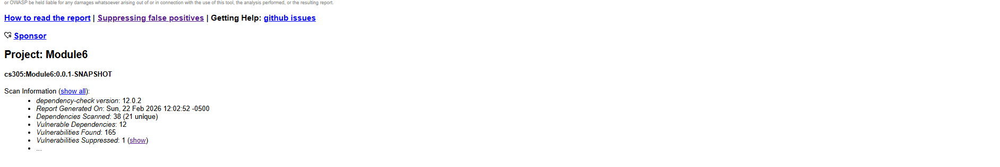 or OWASP be held liable for any damages whatsoever arising out of or in connection with the use of this tool, the analysis performed, or the resulting report.
How to read the report | Suppressing false positives | Getting Help: github issues
Sponsor
Project: Module6
cs305:Module6:0.0.1-SNAPSHOT
Scan Information (show all):
• dependency-check version: 12.0.2
• Report Generated On: Sun, 22 Feb 2026 12:02:52 -0500
• Dependencies Scanned: 38 (21 unique)
• Vulnerable Dependencies: 12
• Vulnerabilities Found: 165
• Vulnerabilities Suppressed: 1 (show)
• ...